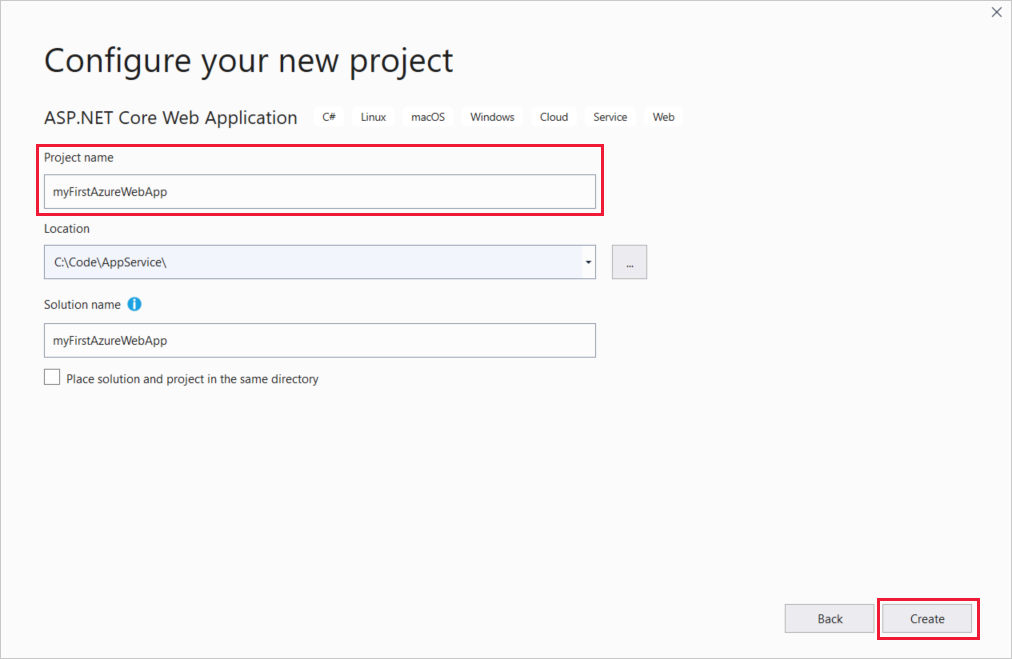 Configure your new project
ASP.NET Core Web Application C# Linux macOS Windows Cloud Service Web
Project name
myFirstAzureWebApp
Location
C:\Code\AppService\
...
Solution name
myFirstAzureWebApp
Place solution and project in the same directory
Back Create